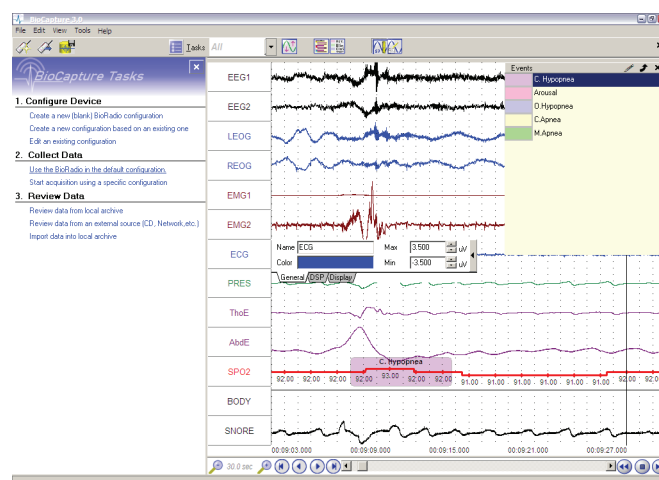 BioCapture 3.0
File Edit View Tools Help
Tasks All
BioCapture Tasks
1. Configure Device
Create a new (blank) BioRadio configuration
Create a new configuration based on an existing one
Edit an existing configuration
2. Collect Data
Use the BioRadio in the default configuration.
Start acquisition using a specific configuration
3. Review Data
Review data from local archive
Review data from an external source (CD, Network,etc.)
Import data into local archive
EEG1
EEG2
LEOG
REOG
EMG1
EMG2
ECG
PRES
ThoE
AbdE
SPO2
BODY
SNORE
Events
C. Hypopnea
Arousal
O.Hypopnea
C.Apnea
M.Apnea
Name ECG Max 3.500 uV
Color Min -3.500 uV
General DSP Display
C. Hypopnea
92.00 92.00 92.00 92.00 93.00 92.00 92.00 91.00 91.00 91.00 91.00 91.00 91.00 92.00 92.0
00:09:03.000 00:09:09.000 00:09:15.000 00:09:21.000 00:09:27.000
30.0 sec